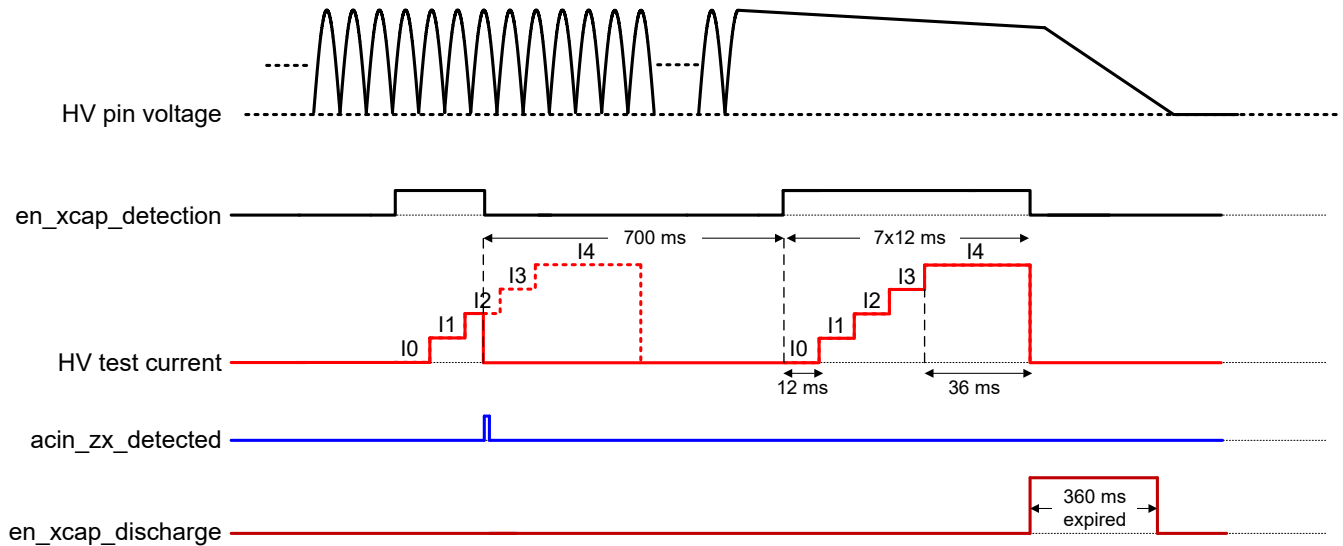 HV pin voltage
en_xcap_detection
700 ms
7x12 ms
I4
I4
I3
I3
I2
I2
I1
I1
I0
I0
HV test current
12 ms
36 ms
acin_zx_detected
360 ms
expired
en_xcap_discharge